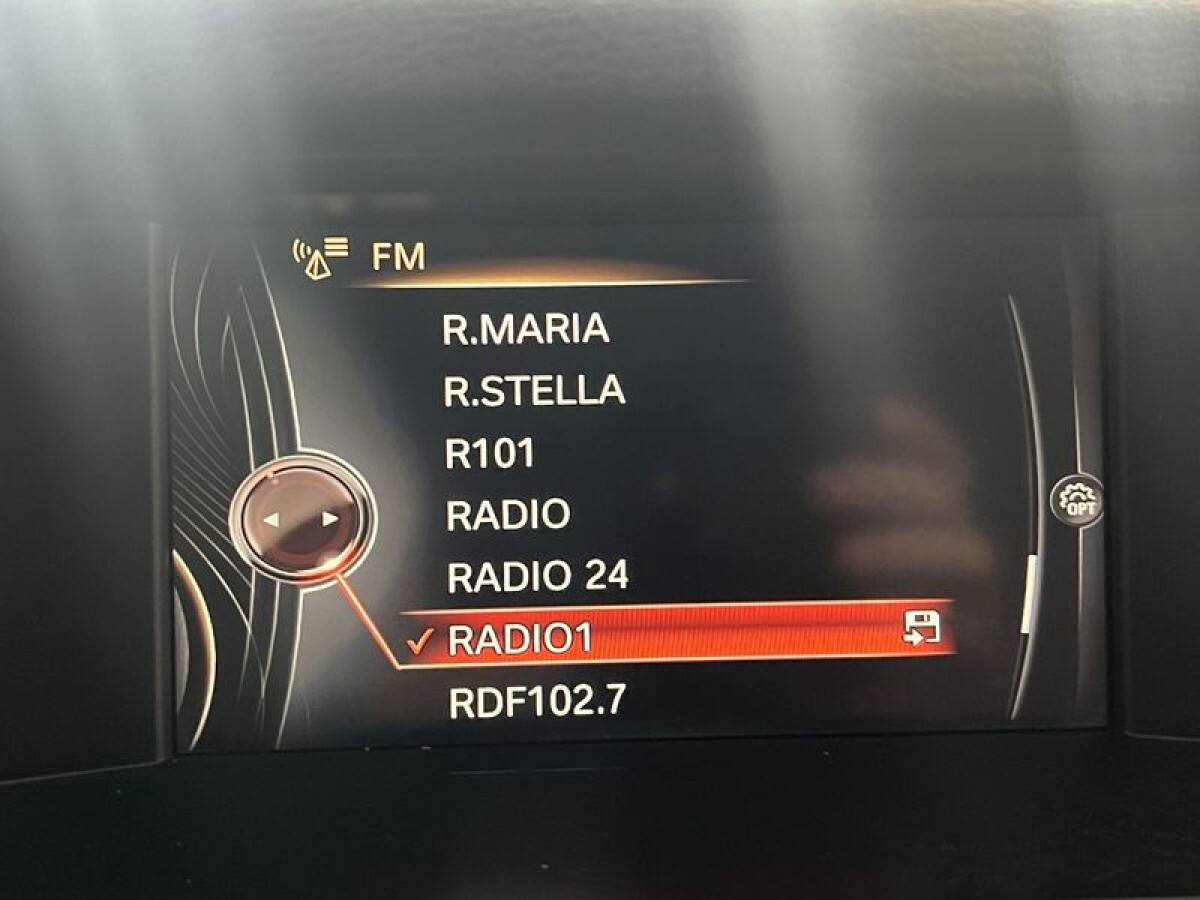 FM
R.MARIA
R.STELLA
R101
RADIO
RADIO 24
RADIO1
RDF102.7
OPT